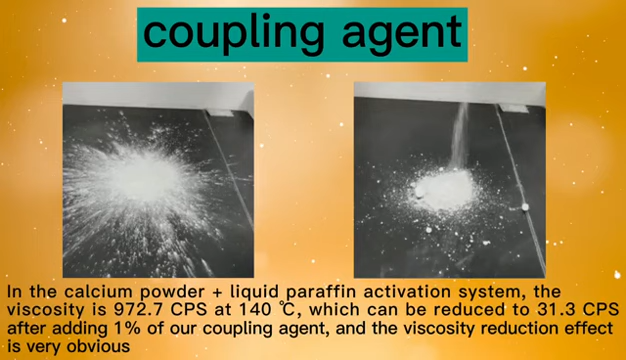 coupling agent
In the calcium powder + liquid paraffin activation system, the
viscosity is 972.7 CPS at 140 ℃, which can be reduced to 31.3 CPS
after adding 1% of our coupling agent, and the viscosity reduction effect
is very obvious